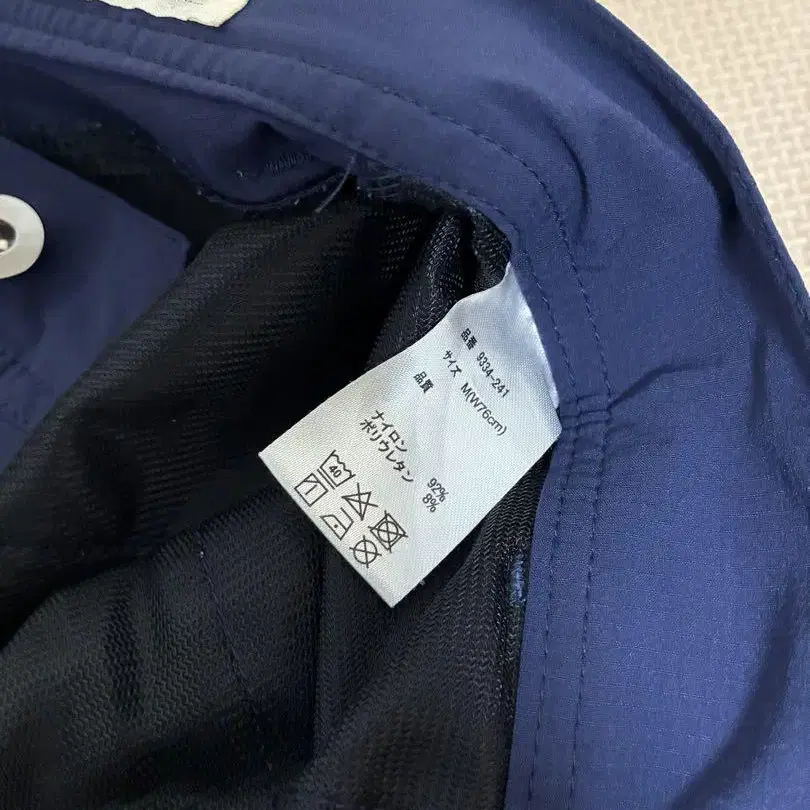 品番 9334-241
サイズ M(W76cm)
品質
ナイロン 92%
ポリウレタン 8%
40